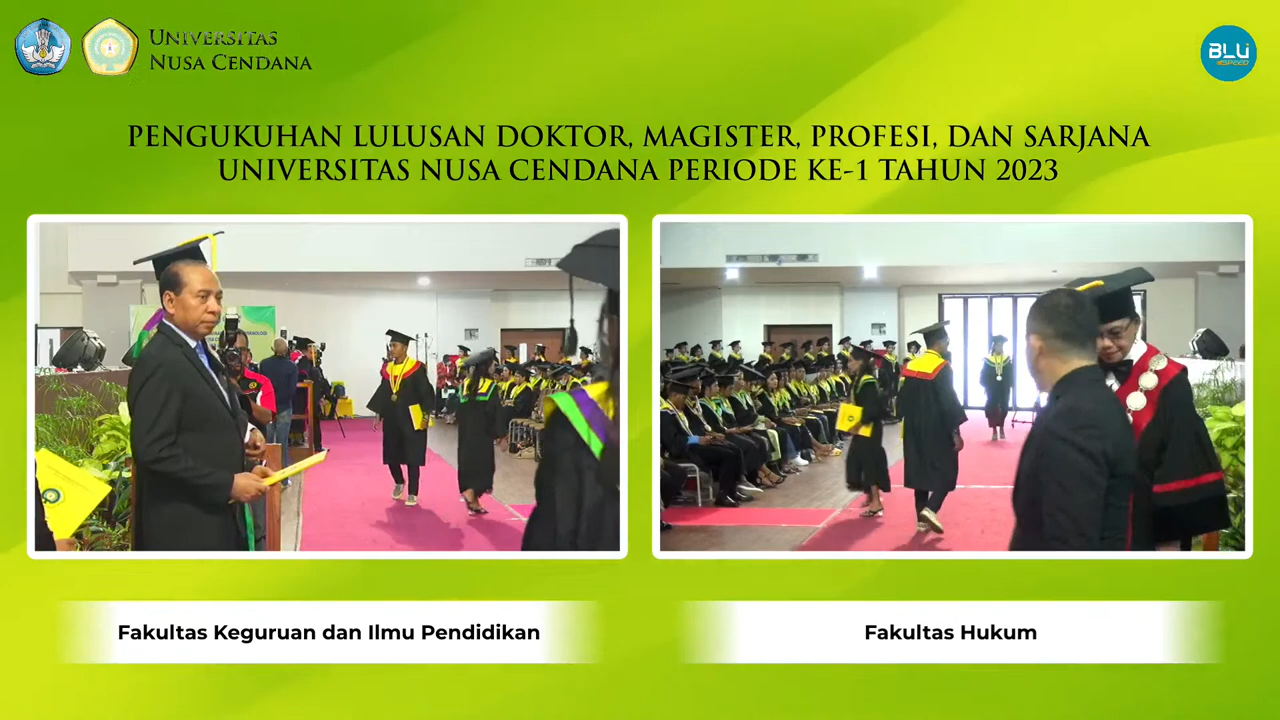 UNIVERSITAS
NUSA CENDANA
BLU
SPEED
PENGUKUHAN LULUSAN DOKTOR, MAGISTER, PROFESI, DAN SARJANA
UNIVERSITAS NUSA CENDANA PERIODE KE-1 TAHUN 2023
Fakultas Keguruan dan Ilmu Pendidikan
Fakultas Hukum